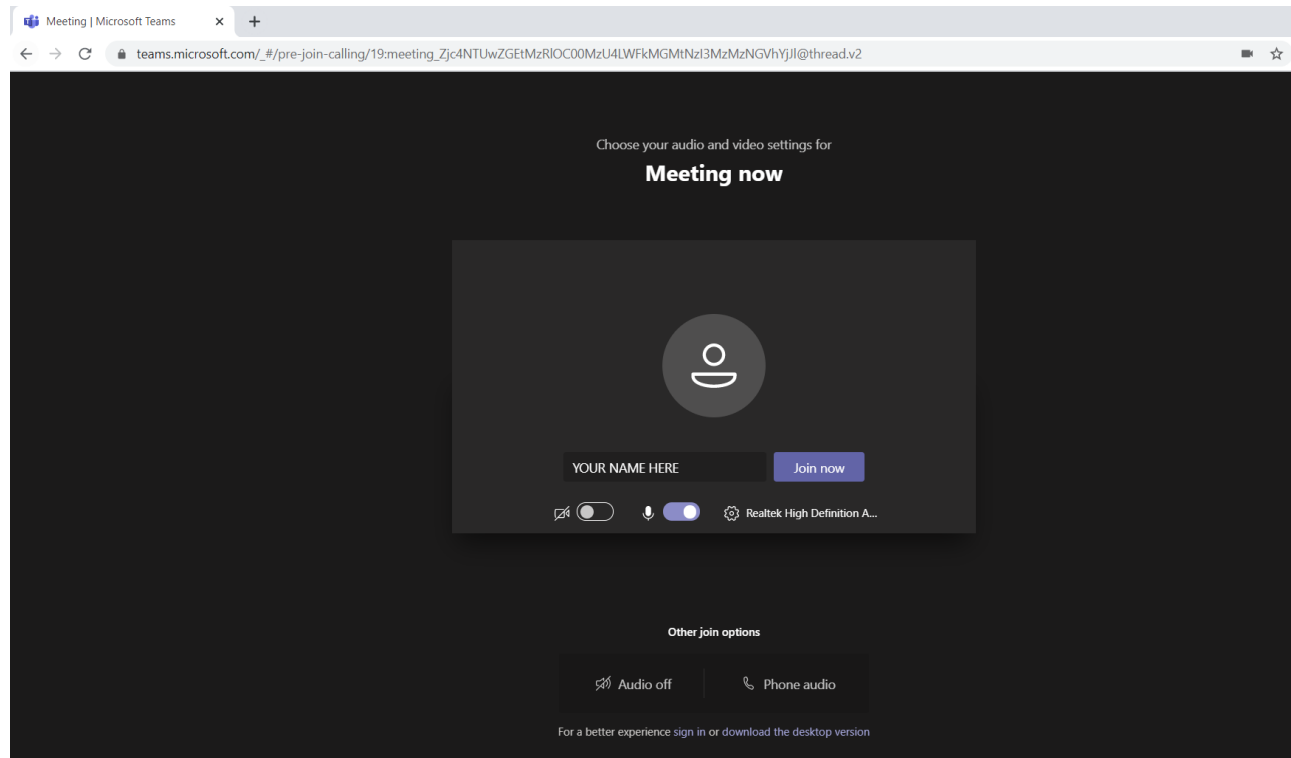 Meeting | Microsoft Teams
teams.microsoft.com/_#/pre-join-calling/19:meeting_Zjc4NTUwZGEtMzRlOC00MzU4LWFkMGMtNzI3MzMzNGVhYjJl@thread.v2
Choose your audio and video settings for
Meeting now
YOUR NAME HERE
Join now
Realtek High Definition A...
Other join options
Audio off
Phone audio
For a better experience sign in or download the desktop version